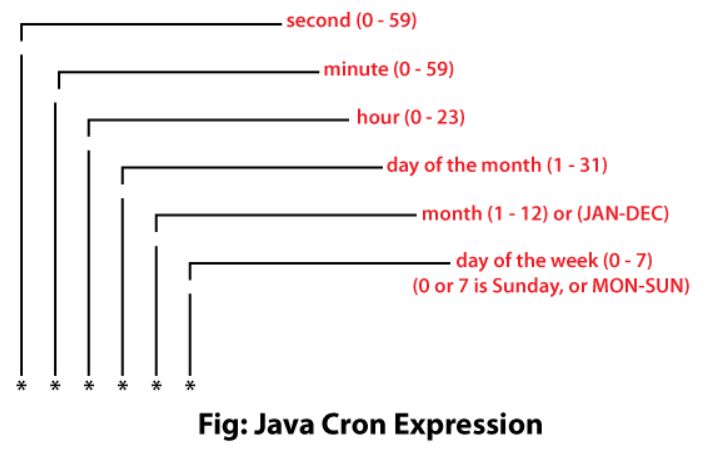 second (0 - 59)
minute (0 - 59)
hour (0 - 23)
day of the month (1 - 31)
month (1 - 12) or (JAN-DEC)
day of the week (0 - 7)
(0 or 7 is Sunday, or MON-SUN)
* * * * * *
Fig: Java Cron Expression